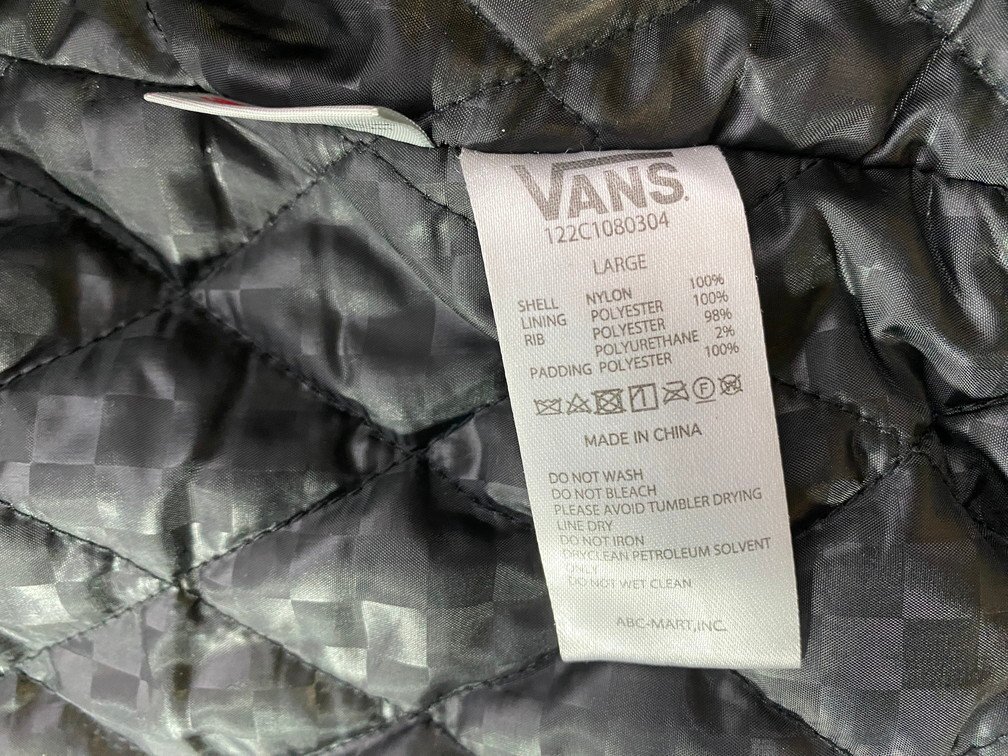 VANS.
122C1080304
LARGE
SHELL NYLON 100%
LINING POLYESTER 100%
RIB POLYESTER 98%
POLYURETHANE 2%
PADDING POLYESTER 100%
F
MADE IN CHINA
DO NOT WASH
DO NOT BLEACH
PLEASE AVOID TUMBLER DRYING
LINE DRY
DO NOT IRON
DRYCLEAN PETROLEUM SOLVENT
ONLY
DO NOT WET CLEAN
ABC-MART,INC.